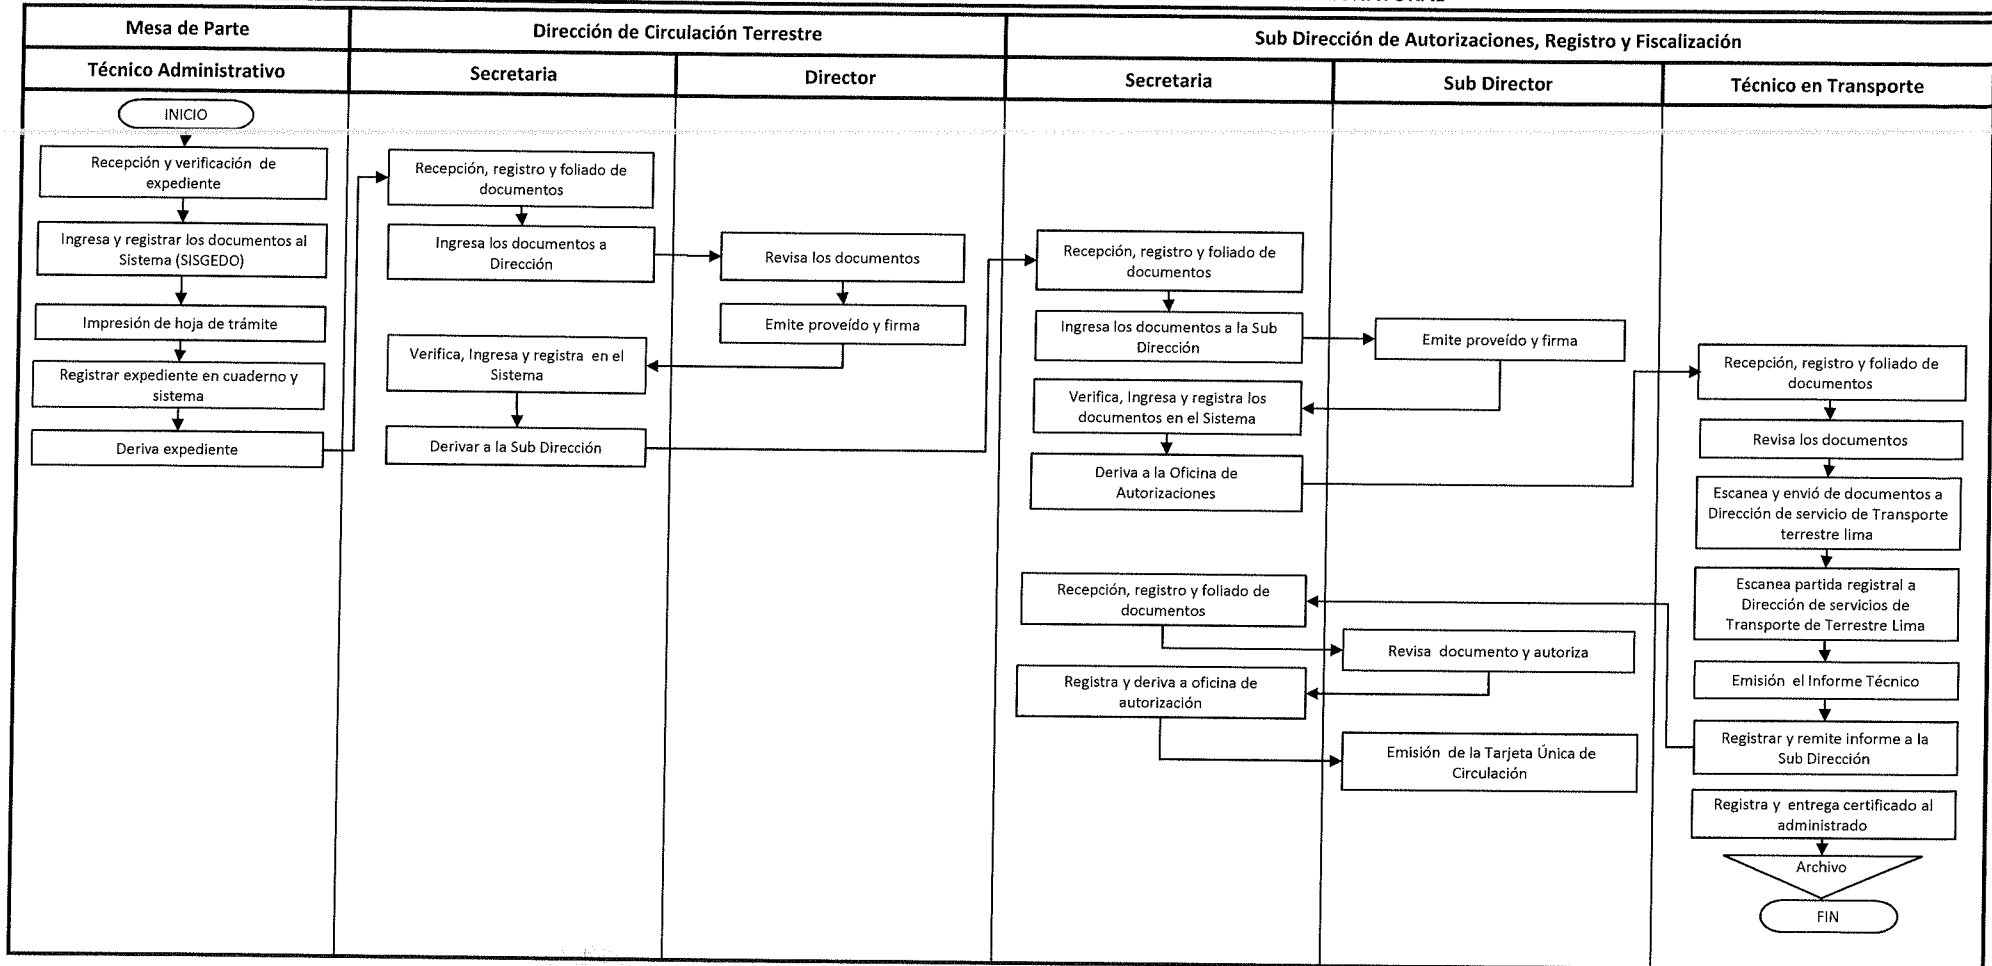 Mesa de Parte
Dirección de Circulación Terrestre
Sub Dirección de Autorizaciones, Registro y Fiscalización
Técnico Administrativo
Secretaria
Director
Secretaria
Sub Director
Técnico en Transporte
INICIO
Recepción y verificación de
expediente
Ingresa y registrar los documentos al
Sistema (SISGEDO)
Impresión de hoja de trámite
Registrar expediente en cuaderno y
sistema
Deriva expediente
Recepción, registro y foliado de
documentos
Ingresa los documentos a
Dirección
Verifica, Ingresa y registra en el
Sistema
Derivar a la Sub Dirección
Revisa los documentos
Emite proveído y firma
Recepción, registro y foliado de
documentos
Ingresa los documentos a la Sub
Dirección
Verifica, Ingresa y registra los
documentos en el Sistema
Deriva a la Oficina de
Autorizaciones
Recepción, registro y foliado de
documentos
Registra y deriva a oficina de
autorización
Emite proveído y firma
Revisa documento y autoriza
Emisión de la Tarjeta Única de
Circulación
Recepción, registro y foliado de
documentos
Revisa los documentos
Escanea y envió de documentos a
Dirección de servicio de Transporte
terrestre lima
Escanea partida registral a
Dirección de servicios de
Transporte de Terrestre Lima
Emisión el Informe Técnico
Registrar y remite informe a la
Sub Dirección
Registra y entrega certificado al
administrado
Archivo
FIN